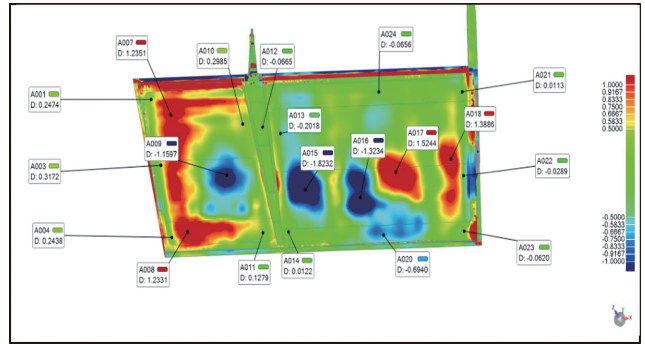 A024
D: -0.0656
A007
D: 1.2351
A010
D: 0.2985
A012
D: -0.0665
A021
D: 0.0113
A001
D: 0.2474
A013
D: -0.2018
A018
D: 1.3886
A017
D: 1.5244
A009
D: -1.1597
A016
D: -1.3234
A015
D: -1.8232
A003
D: 0.3172
A022
D: -0.0289
A004
D: 0.2438
A023
D: -0.0620
A008
D: 1.2331
A011
D: 0.1279
A014
D: 0.0122
A020
D: -0.6940
1.0000
0.9167
0.8333
0.7500
0.6667
0.5833
0.5000
-0.5000
-0.5833
-0.6667
-0.7500
-0.8333
-0.9167
-1.0000
Z
Y
X